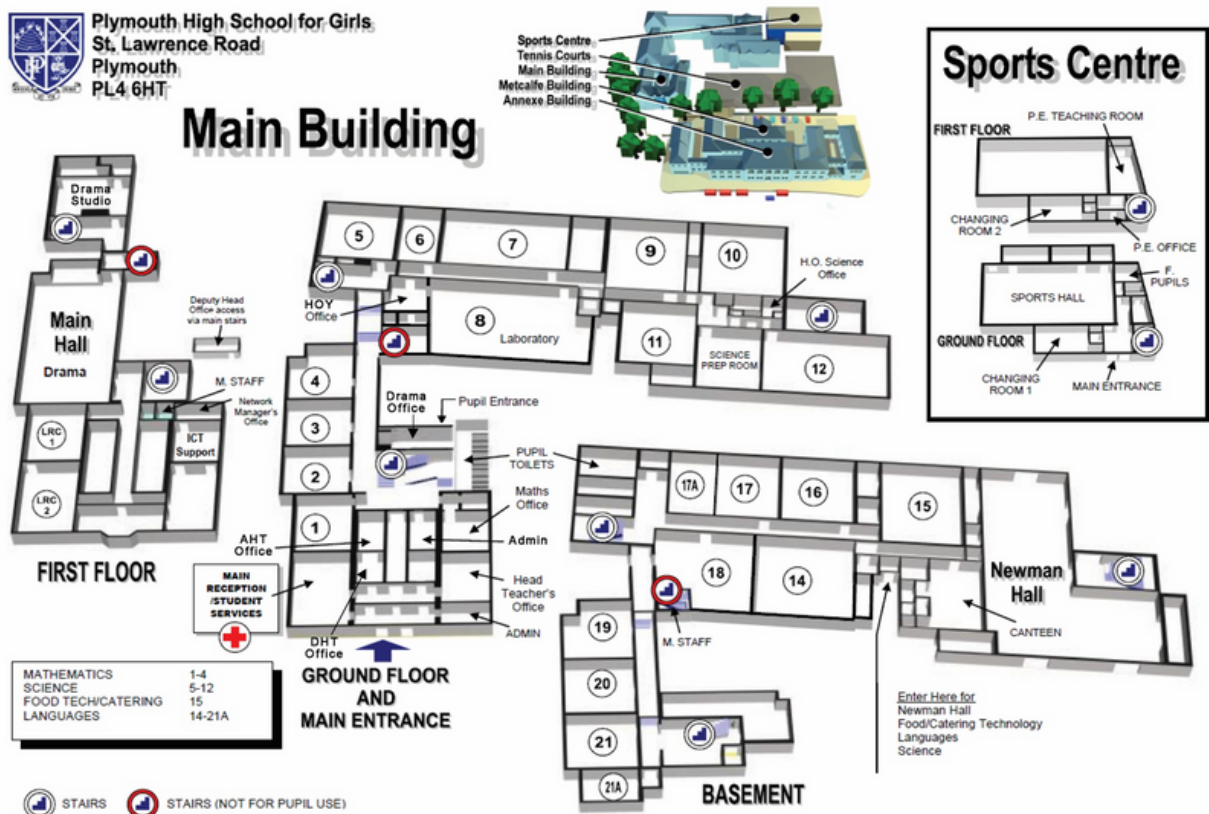 Plymouth High School for Girls
St. Lawrence Road
Plymouth
PL4 6HT
Main Building
Sports Centre
Tennis Courts
Main Building
Metcalfe Building
Annexe Building
Sports Centre
FIRST FLOOR
P.E. TEACHING ROOM
CHANGING
ROOM 2
P.E. OFFICE
F.
PUPILS
SPORTS HALL
GROUND FLOOR
CHANGING
ROOM 1
MAIN ENTRANCE
Drama
Studio
Main
Hall
Drama
Deputy Head
Office access
via main stairs
M. STAFF
Network
Manager's
Office
ICT
Support
LRC
1
LRC
2
FIRST FLOOR
5
6
7
9
10
H.O. Science
Office
HOY
Office
8
Laboratory
11
SCIENCE
PREP ROOM
12
4
3
2
1
Drama
Office
Pupil Entrance
PUPIL
TOILETS
Maths
Office
AHT
Office
Admin
Head
Teacher's
Office
ADMIN
DHT
Office
MAIN
RECEPTION
/STUDENT
SERVICES
GROUND FLOOR
AND
MAIN ENTRANCE
17A
17
16
15
18
14
Newman
Hall
CANTEEN
M. STAFF
19
20
21
21A
BASEMENT
Enter Here for
Newman Hall
Food/Catering Technology
Languages
Science
MATHEMATICS 1-4
SCIENCE 5-12
FOOD TECH/CATERING 15
LANGUAGES 14-21A
STAIRS
STAIRS (NOT FOR PUPIL USE)